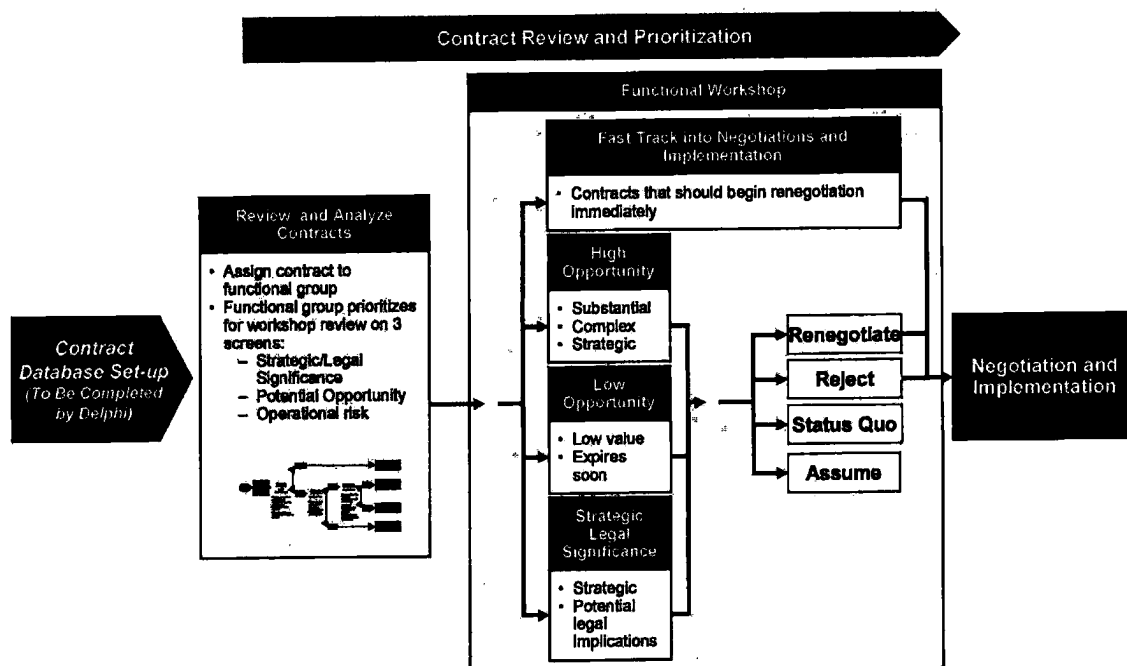 Contract Review and Prioritization
Functional Workshop
Fast Track into Negotiations and
Implementation
• Contracts that should begin renegotiation
immediately
Review and Analyze
Contracts
• Assign contract to
functional group
• Functional group prioritizes
for workshop review on 3
screens:
– Strategic/Legal
Significance
– Potential Opportunity
– Operational risk
Contract
Database Set-up
(To Be Completed
by Delphi)
High
Opportunity
• Substantial
• Complex
• Strategic
Low
Opportunity
• Low value
• Expires
soon
Strategic
Legal
Significance
• Strategic
• Potential
legal
Implications
Renegotiate
Reject
Status Quo
Assume
Negotiation and
Implementation